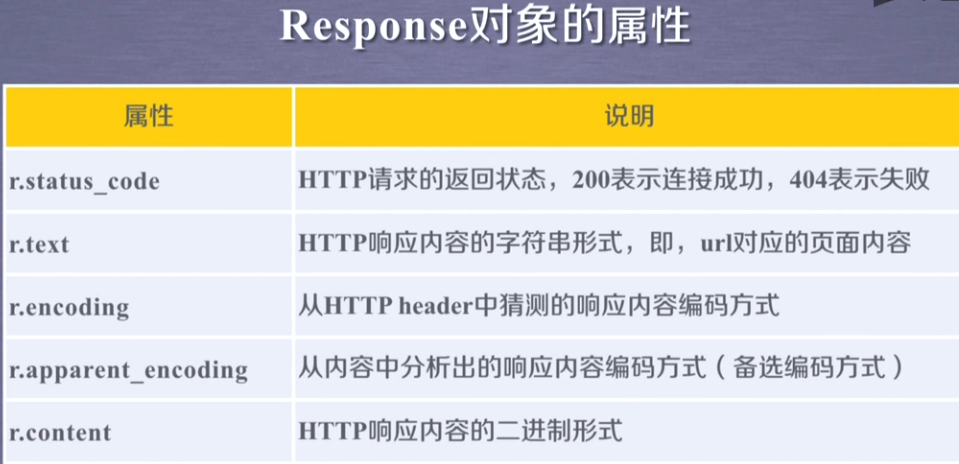 Response对象的属性
属性 说明
r.status_code HTTP请求的返回状态，200表示连接成功，404表示失败
r.text HTTP响应内容的字符串形式，即，url对应的页面内容
r.encoding 从HTTP header中猜测的响应内容编码方式
r.apparent_encoding 从内容中分析出的响应内容编码方式（备选编码方式）
r.content HTTP响应内容的二进制形式